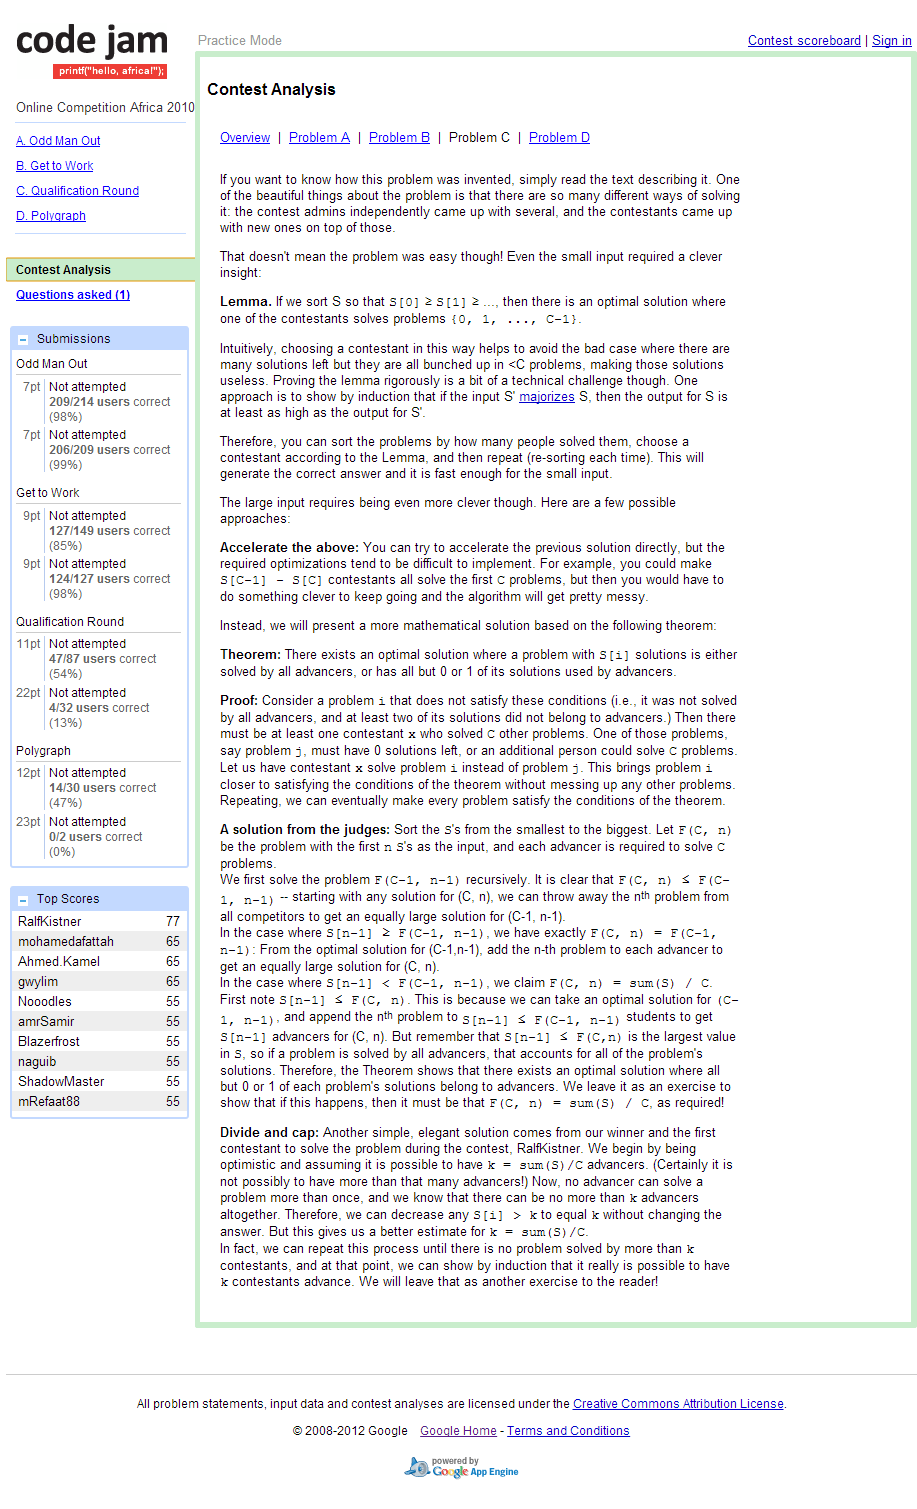 code jam
printf("hello, africa!");
Practice Mode
Contest scoreboard | Sign in
Online Competition Africa 2010
A. Odd Man Out
B. Get to Work
C. Qualification Round
D. Polygraph
Contest Analysis
Questions asked (1)
Submissions
Odd Man Out
7pt Not attempted
209/214 users correct
(98%)
7pt Not attempted
206/209 users correct
(99%)
Get to Work
9pt Not attempted
127/149 users correct
(85%)
9pt Not attempted
124/127 users correct
(98%)
Qualification Round
11pt Not attempted
47/87 users correct
(54%)
22pt Not attempted
4/32 users correct
(13%)
Polygraph
12pt Not attempted
14/30 users correct
(47%)
23pt Not attempted
0/2 users correct
(0%)
Top Scores
RalfKistner 77
mohamedafattah 65
Ahmed.Kamel 65
gwylim 65
Nooodles 55
amrSamir 55
Blazerfrost 55
naguib 55
ShadowMaster 55
mRefaat88 55
Contest Analysis
Overview | Problem A | Problem B | Problem C | Problem D
If you want to know how this problem was invented, simply read the text describing it. One
of the beautiful things about the problem is that there are so many different ways of solving
it: the contest admins independently came up with several, and the contestants came up
with new ones on top of those.
That doesn't mean the problem was easy though! Even the small input required a clever
insight:
Lemma. If we sort S so that S[0] ≥ S[1] ≥ ..., then there is an optimal solution where
one of the contestants solves problems {0, 1, ..., C-1}.
Intuitively, choosing a contestant in this way helps to avoid the bad case where there are
many solutions left but they are all bunched up in <C problems, making those solutions
useless. Proving the lemma rigorously is a bit of a technical challenge though. One
approach is to show by induction that if the input S' majorizes S, then the output for S is
at least as high as the output for S'.
Therefore, you can sort the problems by how many people solved them, choose a
contestant according to the Lemma, and then repeat (re-sorting each time). This will
generate the correct answer and it is fast enough for the small input.
The large input requires being even more clever though. Here are a few possible
approaches:
Accelerate the above: You can try to accelerate the previous solution directly, but the
required optimizations tend to be difficult to implement. For example, you could make
S[C-1] - S[C] contestants all solve the first C problems, but then you would have to
do something clever to keep going and the algorithm will get pretty messy.
Instead, we will present a more mathematical solution based on the following theorem:
Theorem: There exists an optimal solution where a problem with S[i] solutions is either
solved by all advancers, or has all but 0 or 1 of its solutions used by advancers.
Proof: Consider a problem i that does not satisfy these conditions (i.e., it was not solved
by all advancers, and at least two of its solutions did not belong to advancers.) Then there
must be at least one contestant x who solved C other problems. One of those problems,
say problem j, must have 0 solutions left, or an additional person could solve C problems.
Let us have contestant x solve problem i instead of problem j. This brings problem i
closer to satisfying the conditions of the theorem without messing up any other problems.
Repeating, we can eventually make every problem satisfy the conditions of the theorem.
A solution from the judges: Sort the S's from the smallest to the biggest. Let F(C, n)
be the problem with the first n S's as the input, and each advancer is required to solve C
problems.
We first solve the problem F(C-1, n-1) recursively. It is clear that F(C, n) ≤ F(C-
1, n-1) -- starting with any solution for (C, n), we can throw away the nth problem from
all competitors to get an equally large solution for (C-1, n-1).
In the case where S[n-1] ≥ F(C-1, n-1), we have exactly F(C, n) = F(C-1,
n-1): From the optimal solution for (C-1,n-1), add the n-th problem to each advancer to
get an equally large solution for (C, n).
In the case where S[n-1] < F(C-1, n-1), we claim F(C, n) = sum(S) / C.
First note S[n-1] ≤ F(C, n). This is because we can take an optimal solution for (C-
1, n-1), and append the nth problem to S[n-1] ≤ F(C-1, n-1) students to get
S[n-1] advancers for (C, n). But remember that S[n-1] ≤ F(C,n) is the largest value
in S, so if a problem is solved by all advancers, that accounts for all of the problem's
solutions. Therefore, the Theorem shows that there exists an optimal solution where all
but 0 or 1 of each problem's solutions belong to advancers. We leave it as an exercise to
show that if this happens, then it must be that F(C, n) = sum(S) / C, as required!
Divide and cap: Another simple, elegant solution comes from our winner and the first
contestant to solve the problem during the contest, RalfKistner. We begin by being
optimistic and assuming it is possible to have k = sum(S)/C advancers. (Certainly it is
not possibly to have more than that many advancers!) Now, no advancer can solve a
problem more than once, and we know that there can be no more than k advancers
altogether. Therefore, we can decrease any S[i] > k to equal k without changing the
answer. But this gives us a better estimate for k = sum(S)/C.
In fact, we can repeat this process until there is no problem solved by more than k
contestants, and at that point, we can show by induction that it really is possible to have
k contestants advance. We will leave that as another exercise to the reader!
All problem statements, input data and contest analyses are licensed under the Creative Commons Attribution License.
© 2008-2012 Google Google Home - Terms and Conditions
powered by
Google App Engine